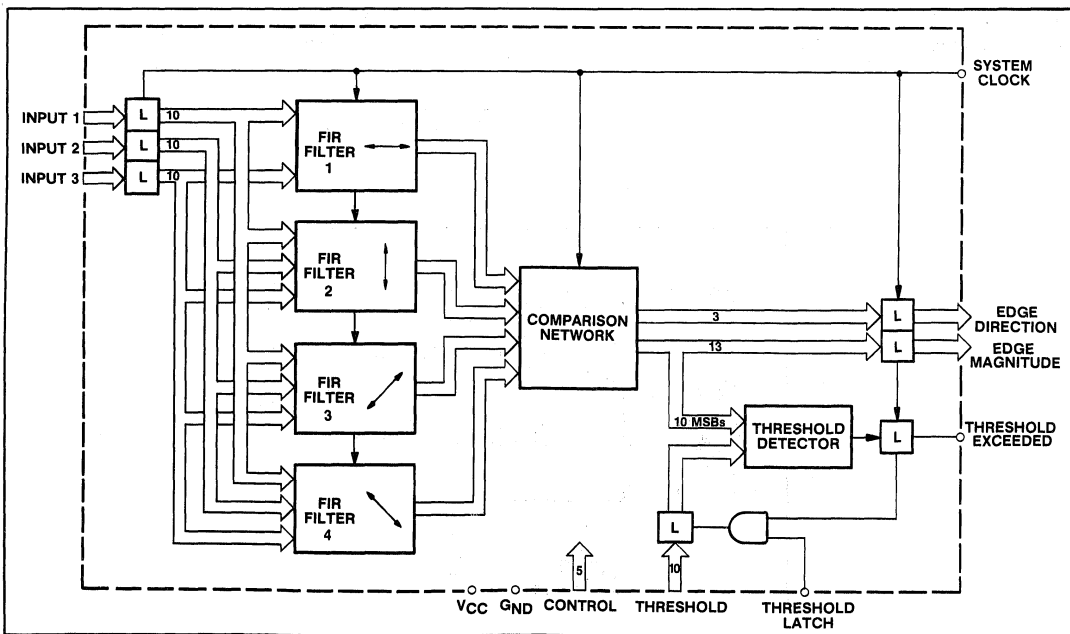 SYSTEM
CLOCK
INPUT 1
L
10
INPUT 2
L
10
INPUT 3
L
10
FIR
FILTER
1
FIR
FILTER
2
FIR
FILTER
3
FIR
FILTER
4
COMPARISON
NETWORK
3
L
EDGE
DIRECTION
13
L
EDGE
MAGNITUDE
10 MSBs
THRESHOLD
DETECTOR
L
THRESHOLD
EXCEEDED
L
5
10
VCC
GND
CONTROL
THRESHOLD
THRESHOLD
LATCH